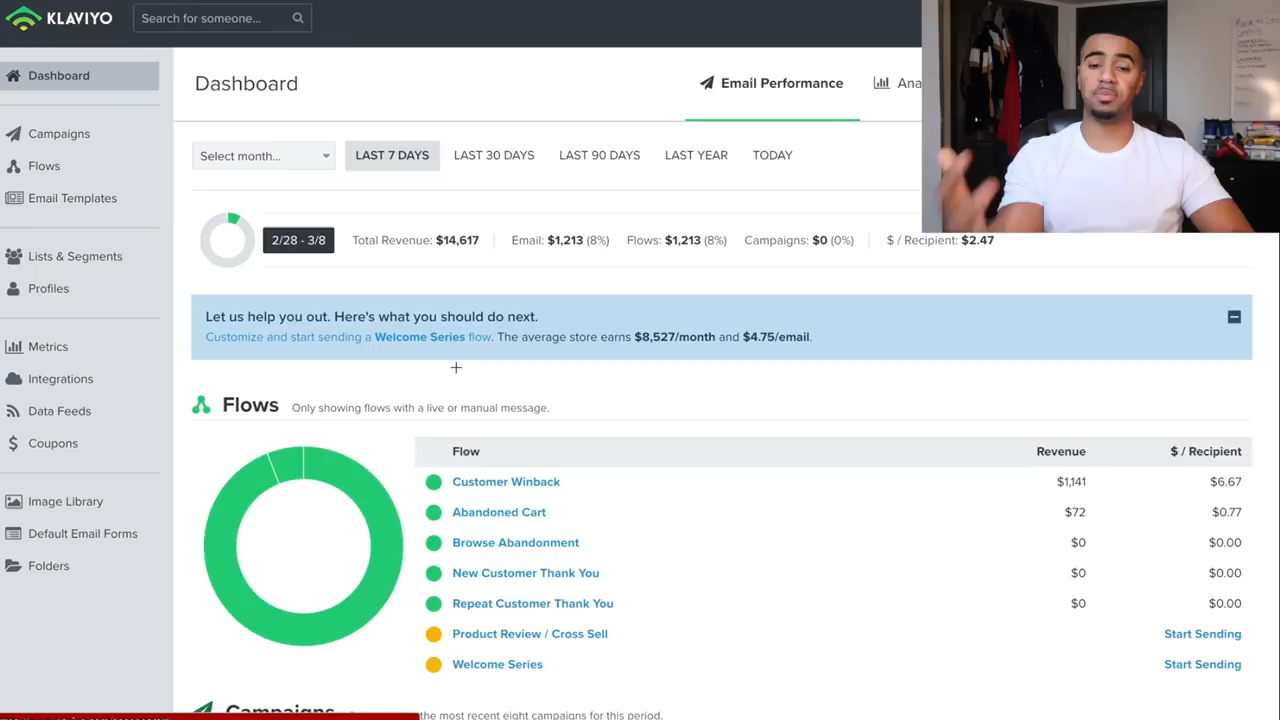 KLAVIYO
Search for someone...
Dashboard
Campaigns
Flows
Email Templates
Lists & Segments
Profiles
Metrics
Integrations
Data Feeds
Coupons
Image Library
Default Email Forms
Folders
Dashboard
Email Performance
Ana
Select month...
LAST 7 DAYS
LAST 30 DAYS
LAST 90 DAYS
LAST YEAR
TODAY
2/28 - 3/8
Total Revenue: $14,617
Email: $1,213 (8%)
Flows: $1,213 (8%)
Campaigns: $0 (0%)
$ / Recipient: $2.47
Let us help you out. Here's what you should do next.
Customize and start sending a Welcome Series flow. The average store earns $8,527/month and $4.75/email.
Flows Only showing flows with a live or manual message.
Flow Revenue $ / Recipient
Customer Winback $1,141 $6.67
Abandoned Cart $72 $0.77
Browse Abandonment $0 $0.00
New Customer Thank You $0 $0.00
Repeat Customer Thank You $0 $0.00
Product Review / Cross Sell Start Sending
Welcome Series Start Sending
Campaigns the most recent eight campaigns for this period.